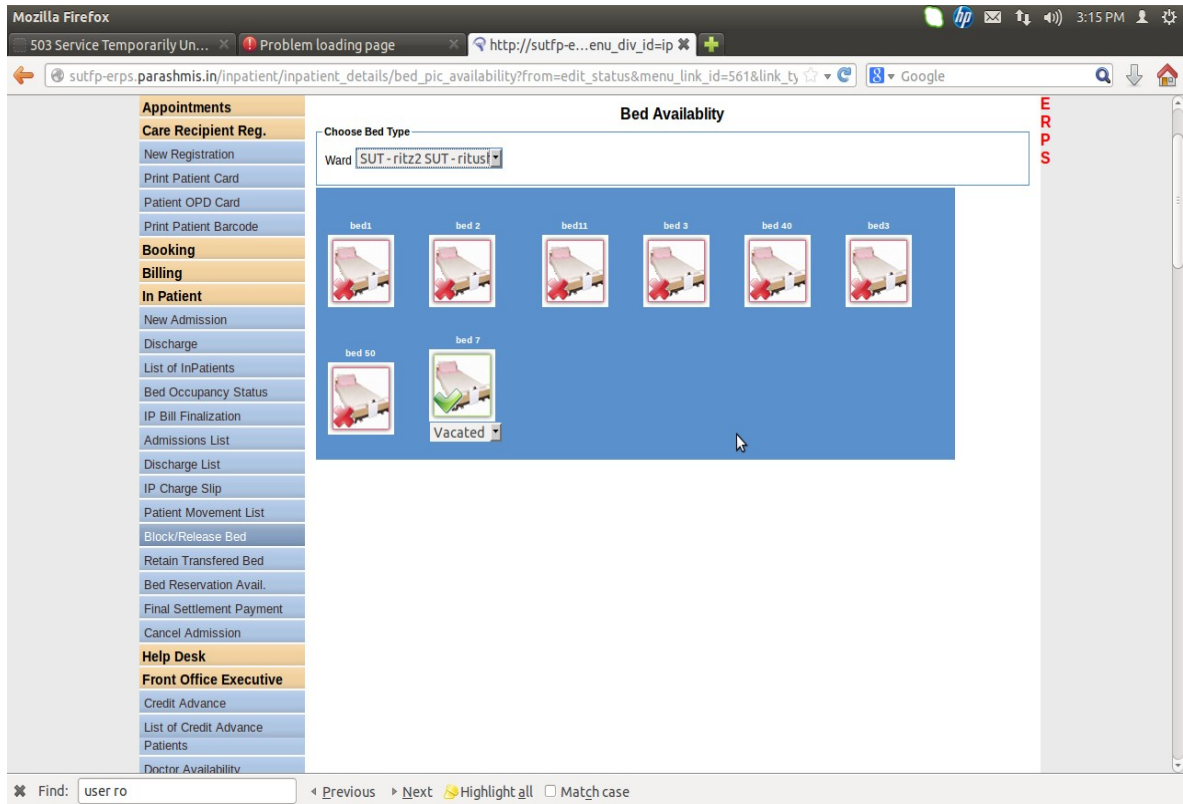 Mozilla Firefox
3:15 PM
503 Service Temporarily Un...
Problem loading page
http://sutfp-e...enu_div_id=ip
sutfp-erps.parashmis.in/inpatient/inpatient_details/bed_pic_availability?from=edit_status&menu_link_id=561&link_ty
Google
Appointments
Care Recipient Reg.
New Registration
Print Patient Card
Patient OPD Card
Print Patient Barcode
Booking
Billing
In Patient
New Admission
Discharge
List of InPatients
Bed Occupancy Status
IP Bill Finalization
Admissions List
Discharge List
IP Charge Slip
Patient Movement List
Block/Release Bed
Retain Transfered Bed
Bed Reservation Avail.
Final Settlement Payment
Cancel Admission
Help Desk
Front Office Executive
Credit Advance
List of Credit Advance
Patients
Doctor Availability
Bed Availablity
Choose Bed Type
Ward SUT - ritz2 SUT - ritush
bed1 bed 2 bed11 bed 3 bed 40 bed3
bed 50 bed 7
Vacated
E
R
P
S
Find: user ro Previous Next Highlight all Match case